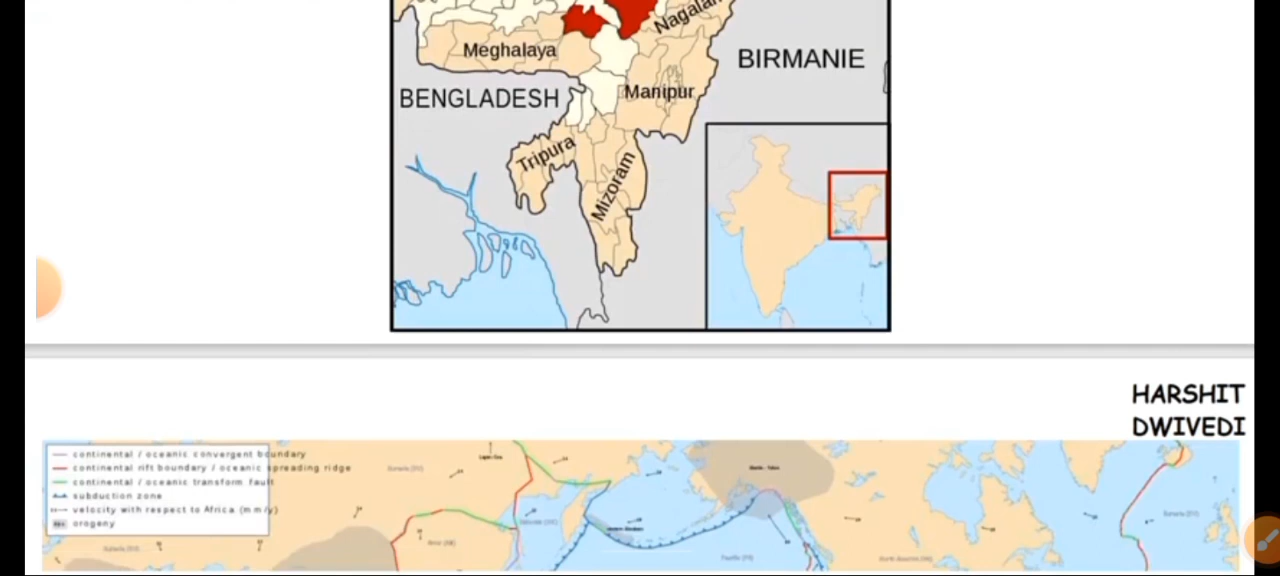 Nagalan
Meghalaya
BIRMANIE
Manipur
BENGLADESH
Tripura
Mizoram
HARSHIT
DWIVEDI
continental / oceanic convergent boundary
continental rift boundary / oceanic spreading ridge
continental / oceanic transform fault
subduction zone
velocity with respect to Africa (mm/y)
orogeny